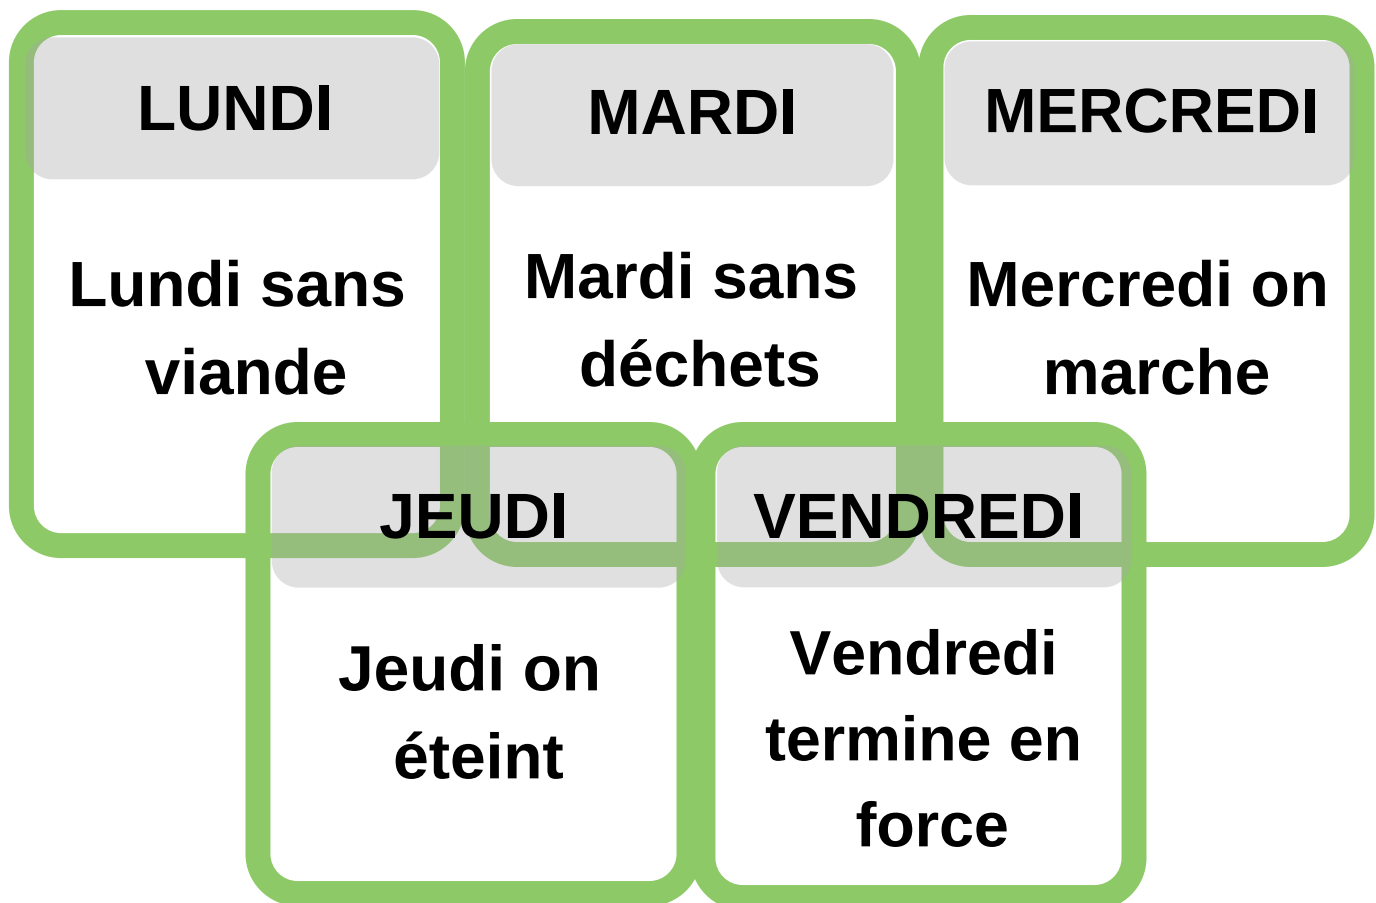 LUNDI
Lundi sans
viande
MARDI
Mardi sans
déchets
MERCREDI
Mercredi on
marche
JEUDI
Jeudi on
éteint
VENDREDI
Vendredi
termine en
force